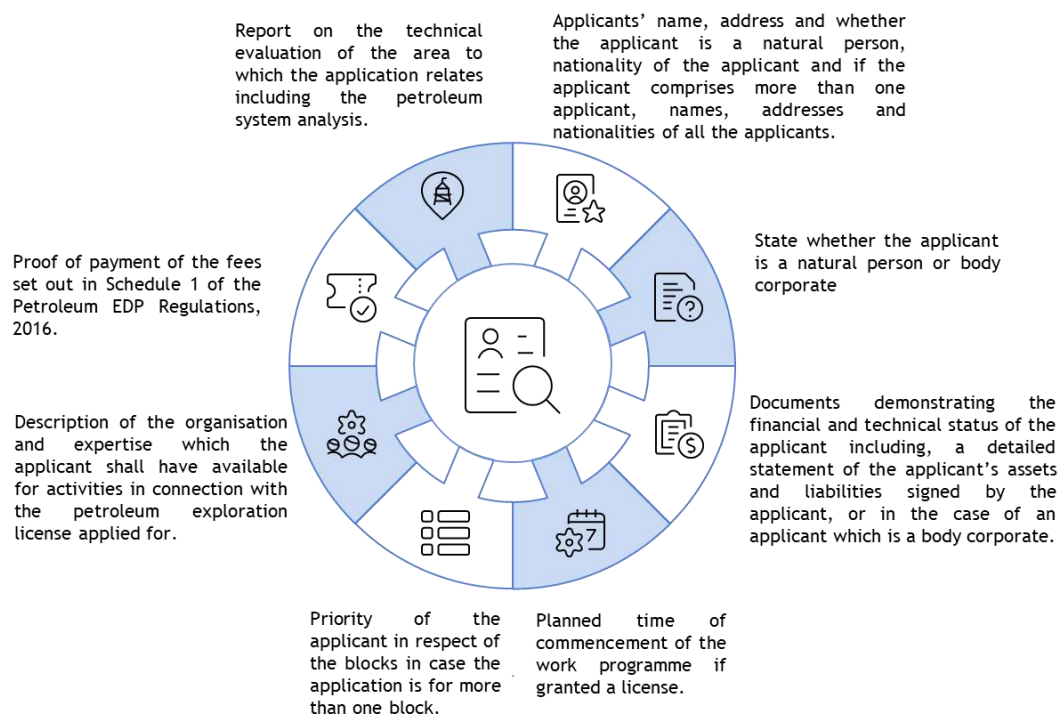 Report on the technical
evaluation of the area to
which the application relates
including the petroleum
system analysis.
Applicants’ name, address and whether
the applicant is a natural person,
nationality of the applicant and if the
applicant comprises more than one
applicant, names, addresses and
nationalities of all the applicants.
State whether the applicant
is a natural person or body
corporate
Proof of payment of the fees
set out in Schedule 1 of the
Petroleum EDP Regulations,
2016.
Documents demonstrating the
financial and technical status of the
applicant including, a detailed
statement of the applicant’s assets
and liabilities signed by the
applicant, or in the case of an
applicant which is a body corporate.
Description of the organisation
and expertise which the
applicant shall have available
for activities in connection with
the petroleum exploration
license applied for.
Priority of the
applicant in respect of
the blocks in case the
application is for more
than one block.
Planned time of
commencement of the
work programme if
granted a license.
?
$
7